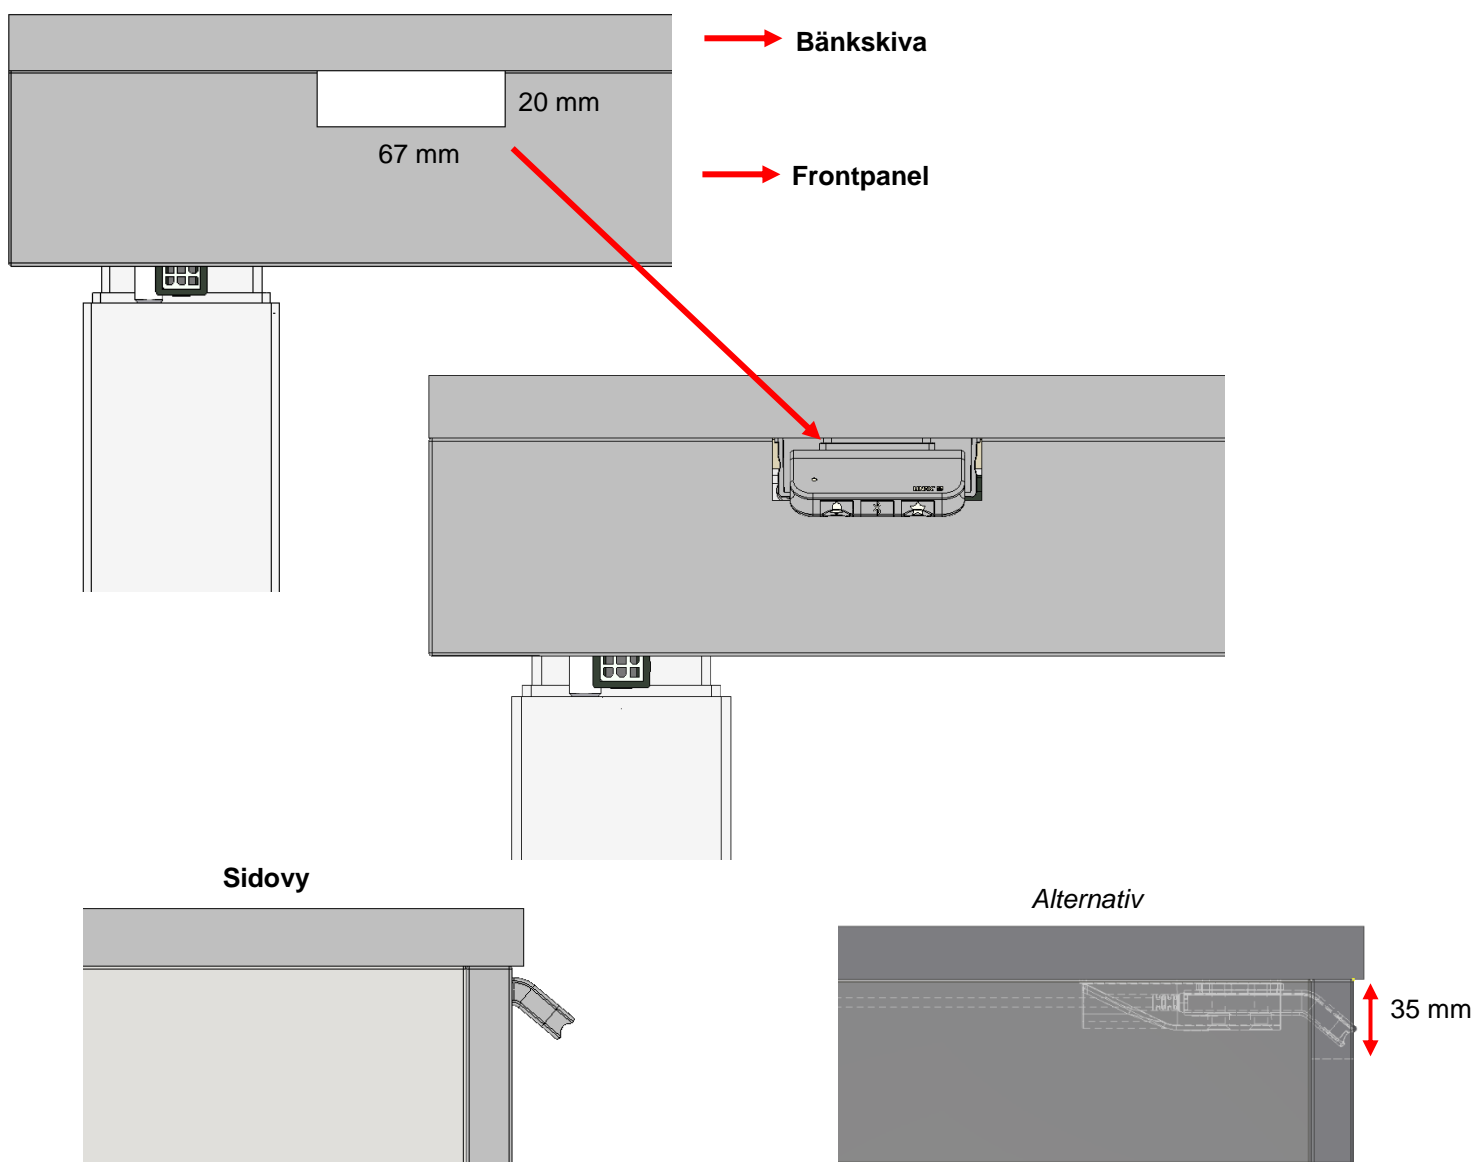 Bänkskiva
20 mm
67 mm
Frontpanel
Sidovy
Alternativ
35 mm